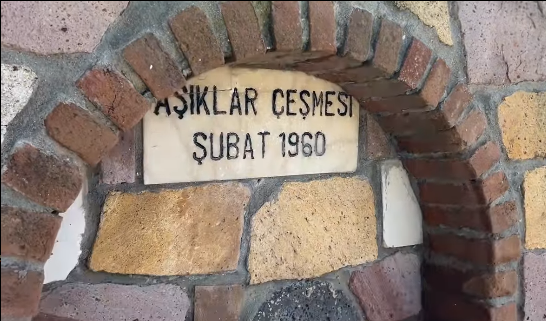 AŞIKLAR ÇEŞMESİ
ŞUBAT 1960